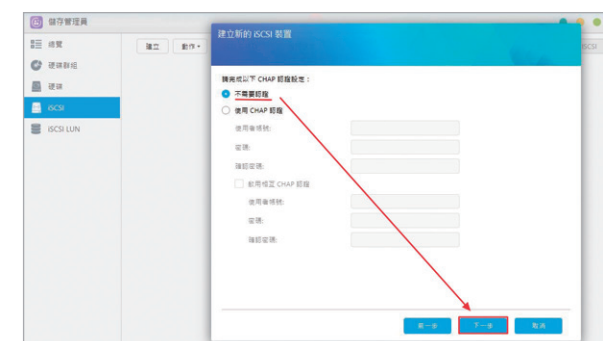 儲存管理員
總覽
硬碟群組
硬碟
iSCSI
iSCSI LUN
建立 動作
iSCSI
建立新的 iSCSI 裝置
請完成以下 CHAP 認證設定：
不需要認證
使用 CHAP 認證
使用者帳號:
密碼:
確認密碼:
啟用相互 CHAP 認證
使用者帳號:
密碼:
確認密碼:
前一步 下一步 取消